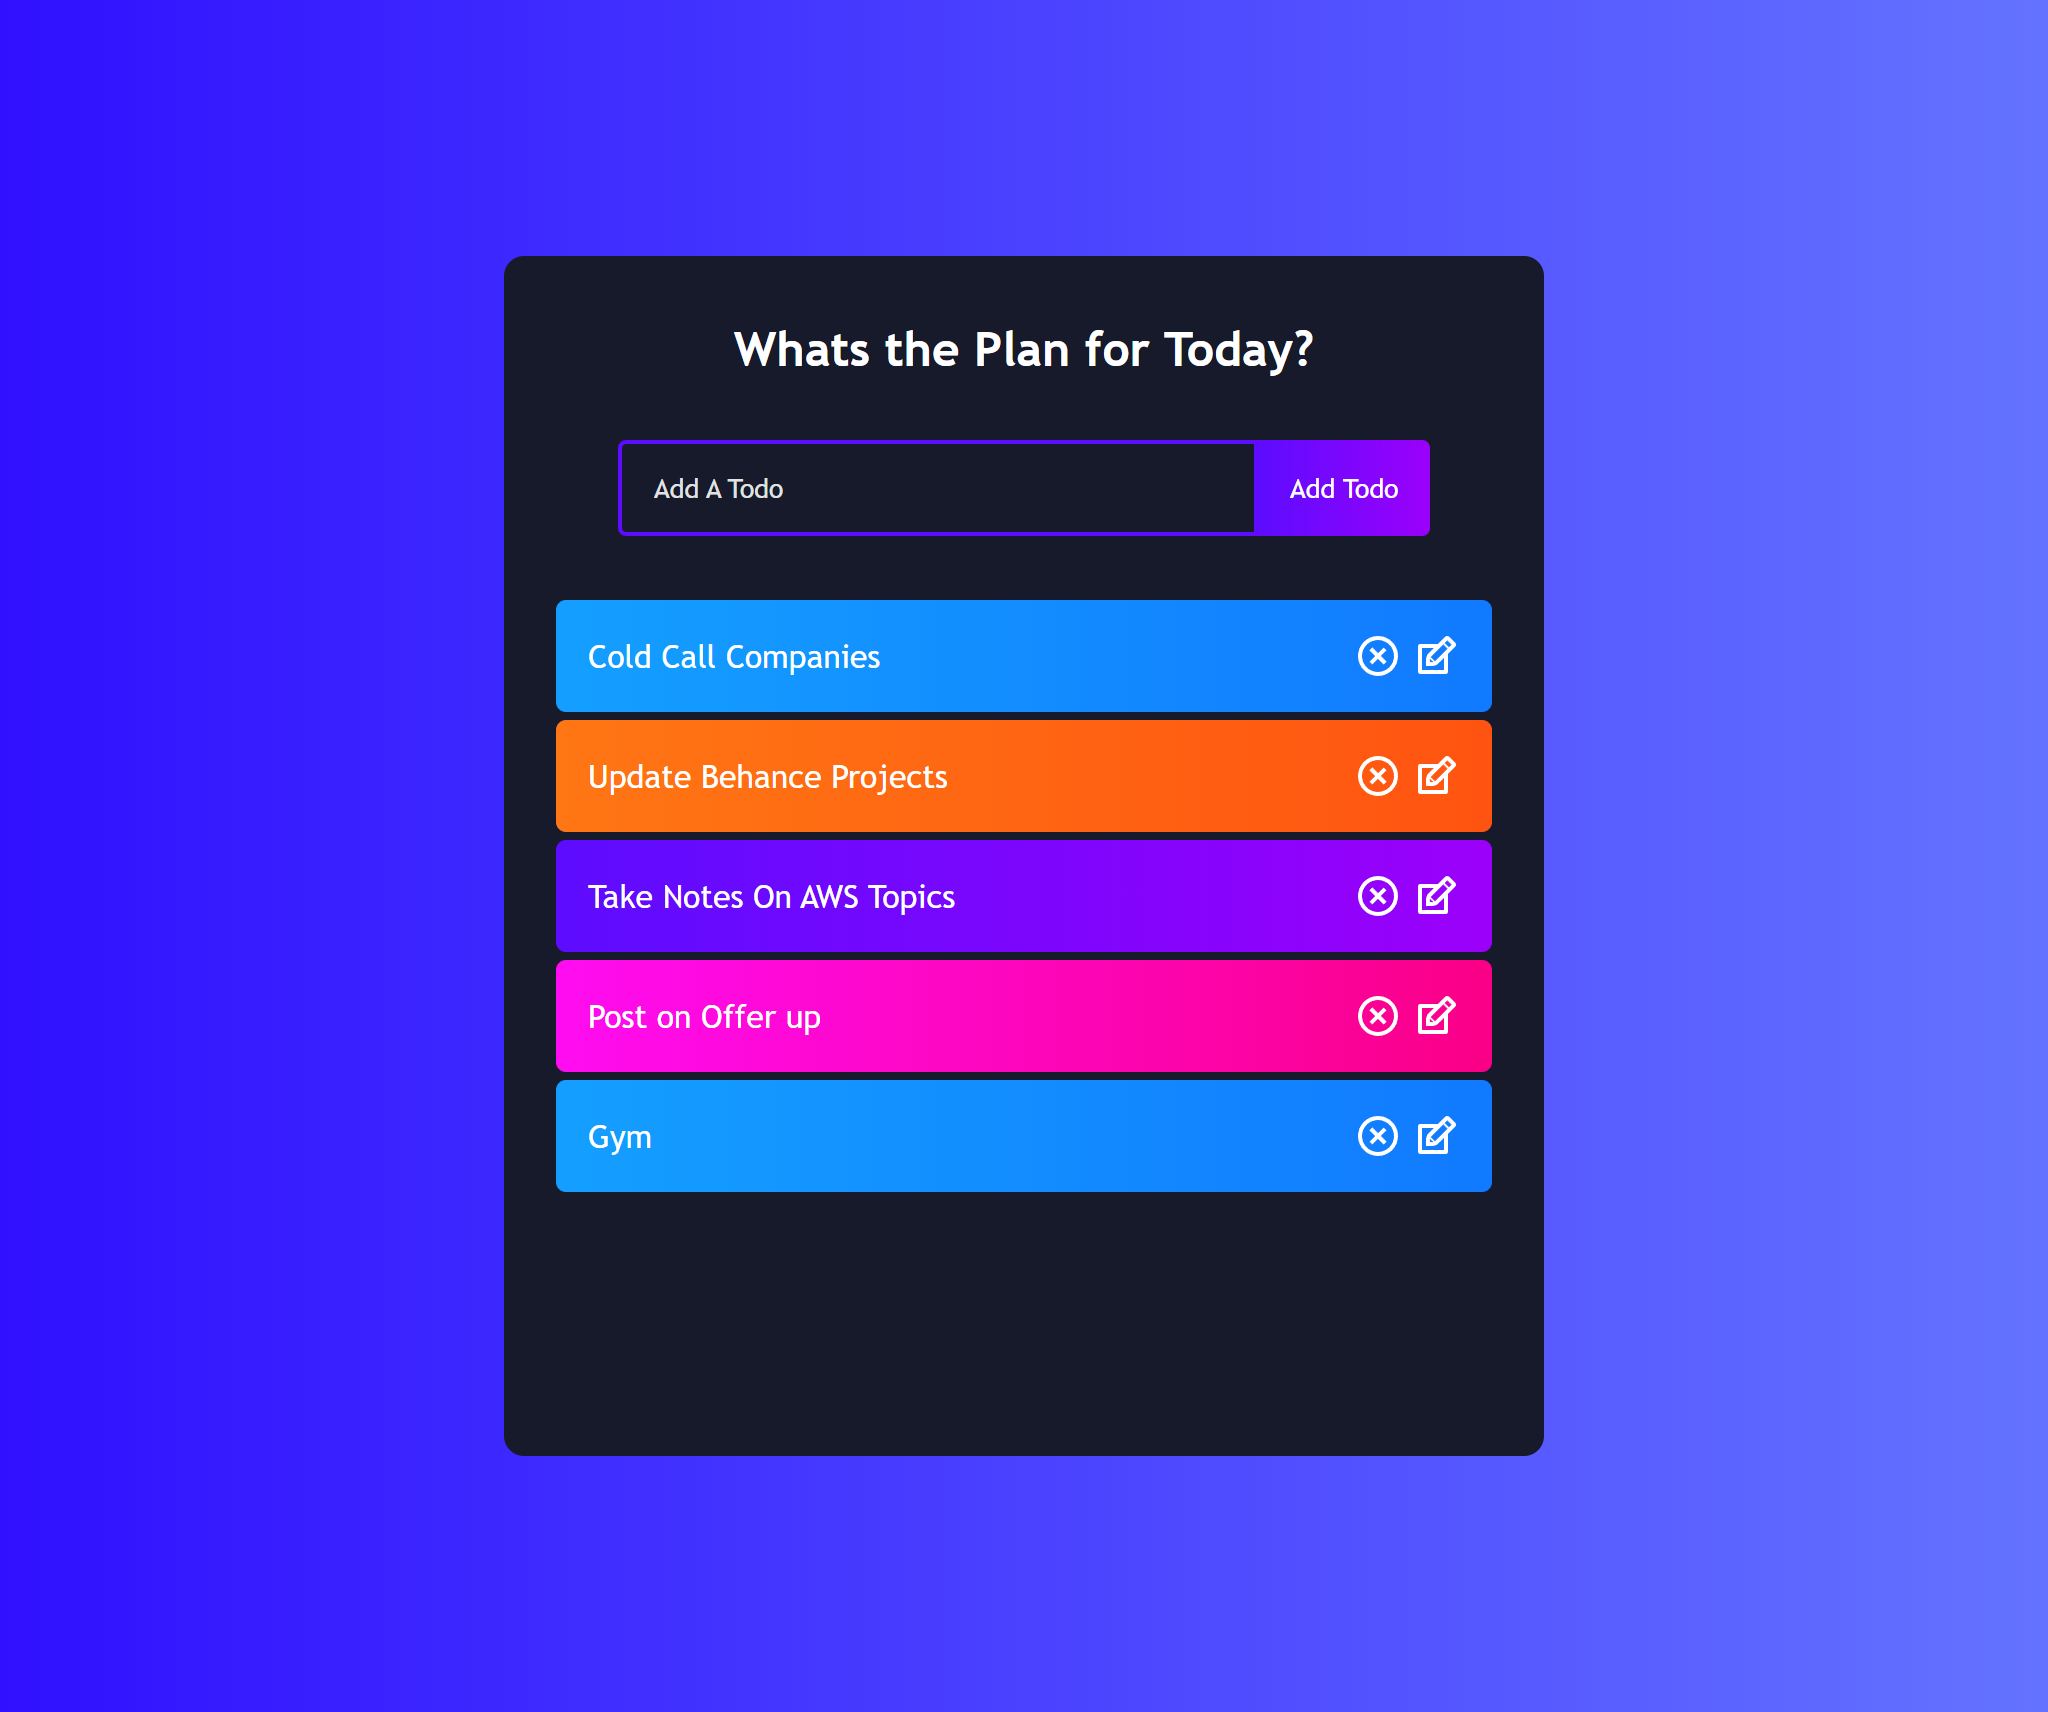 Whats the Plan for Today?
Add A Todo
Add Todo
Cold Call Companies
Update Behance Projects
Take Notes On AWS Topics
Post on Offer up
Gym